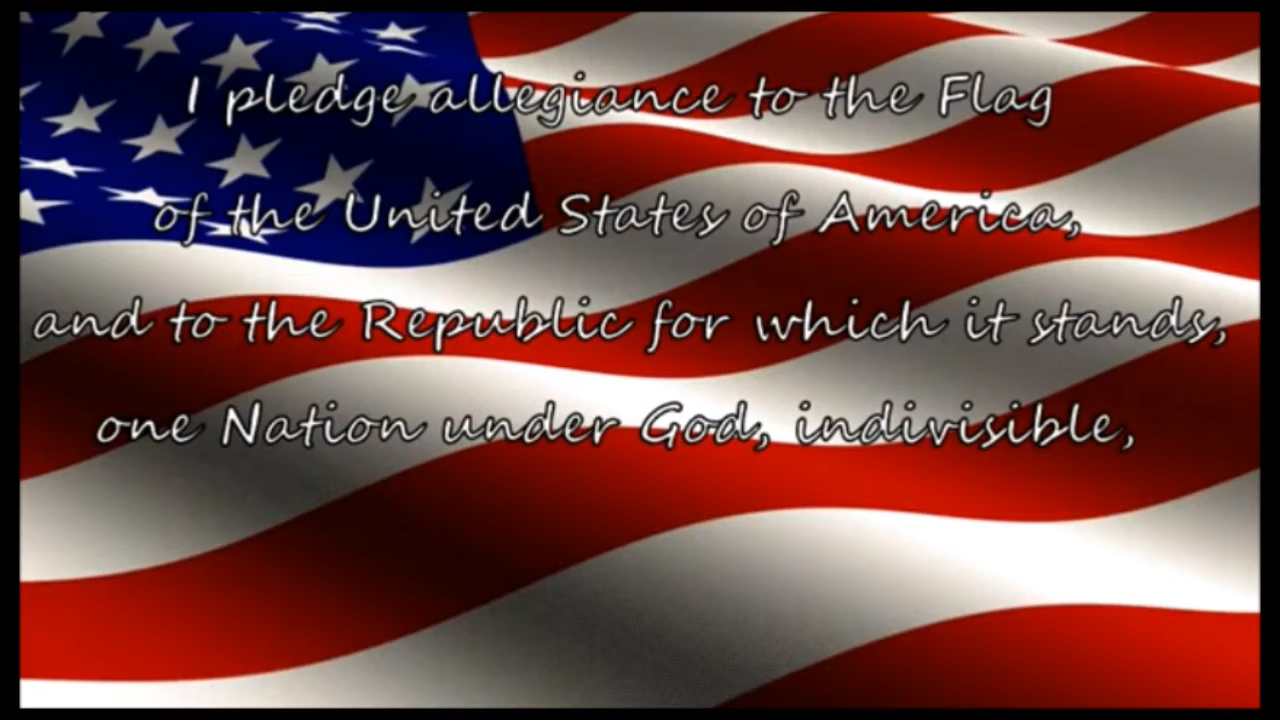 I pledge allegiance to the Flag
of the United States of America,
and to the Republic for which it stands,
one Nation under God, indivisible,